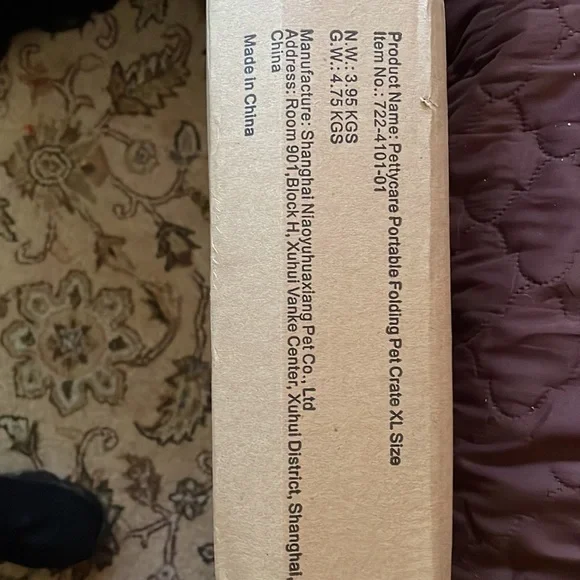 Product Name: Pettycare Portable Folding Pet Crate XL Size
Item No.: 722-4101-01
N.W.: 3.95 KGS
G.W.: 4.75 KGS
Manufacture: Shanghai Niaoyuhuaxiang Pet Co., Ltd
Address: Room 901,Block H, Xuhui Vanke Center, Xuhui District, Shanghai,
China
Made In China